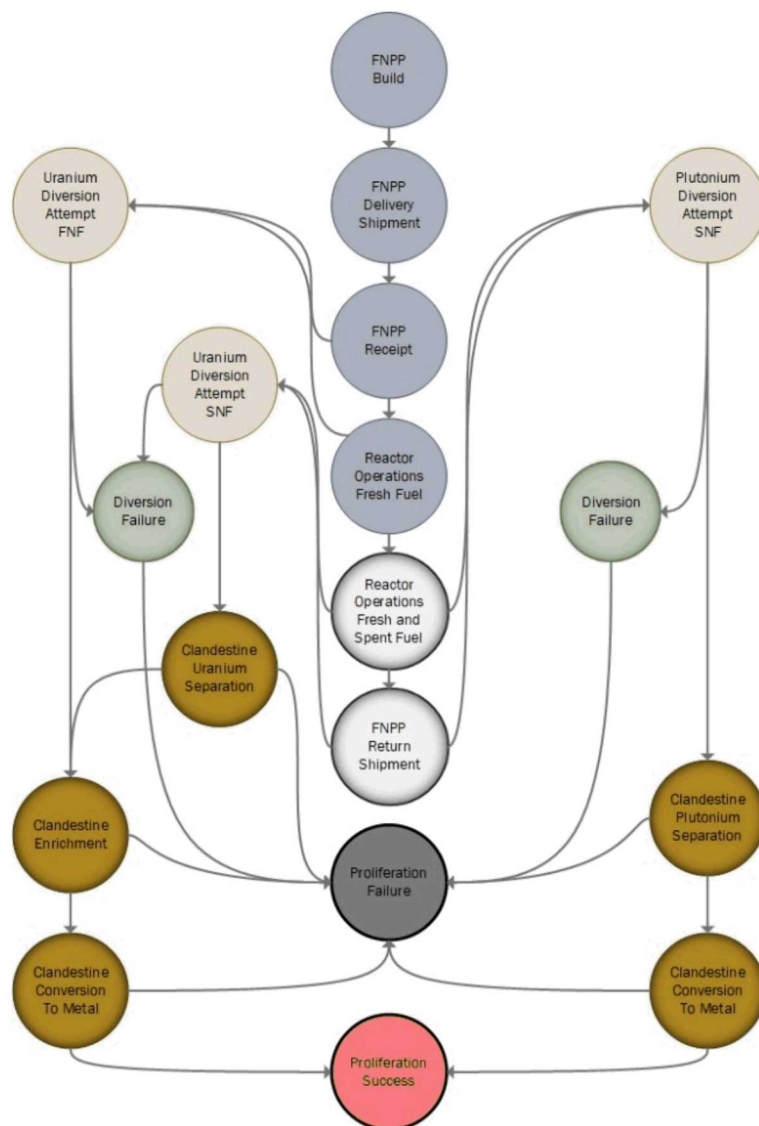 FNPP
Build
Uranium
Diversion
Attempt
FNF
FNPP
Delivery
Shipment
Plutonium
Diversion
Attempt
SNF
FNPP
Receipt
Uranium
Diversion
Attempt
SNF
Reactor
Operations
Fresh Fuel
Diversion
Failure
Diversion
Failure
Reactor
Operations
Fresh and
Spent Fuel
Clandestine
Uranium
Separation
FNPP
Return
Shipment
Clandestine
Enrichment
Clandestine
Plutonium
Separation
Proliferation
Failure
Clandestine
Conversion
To Metal
Clandestine
Conversion
To Metal
Proliferation
Success